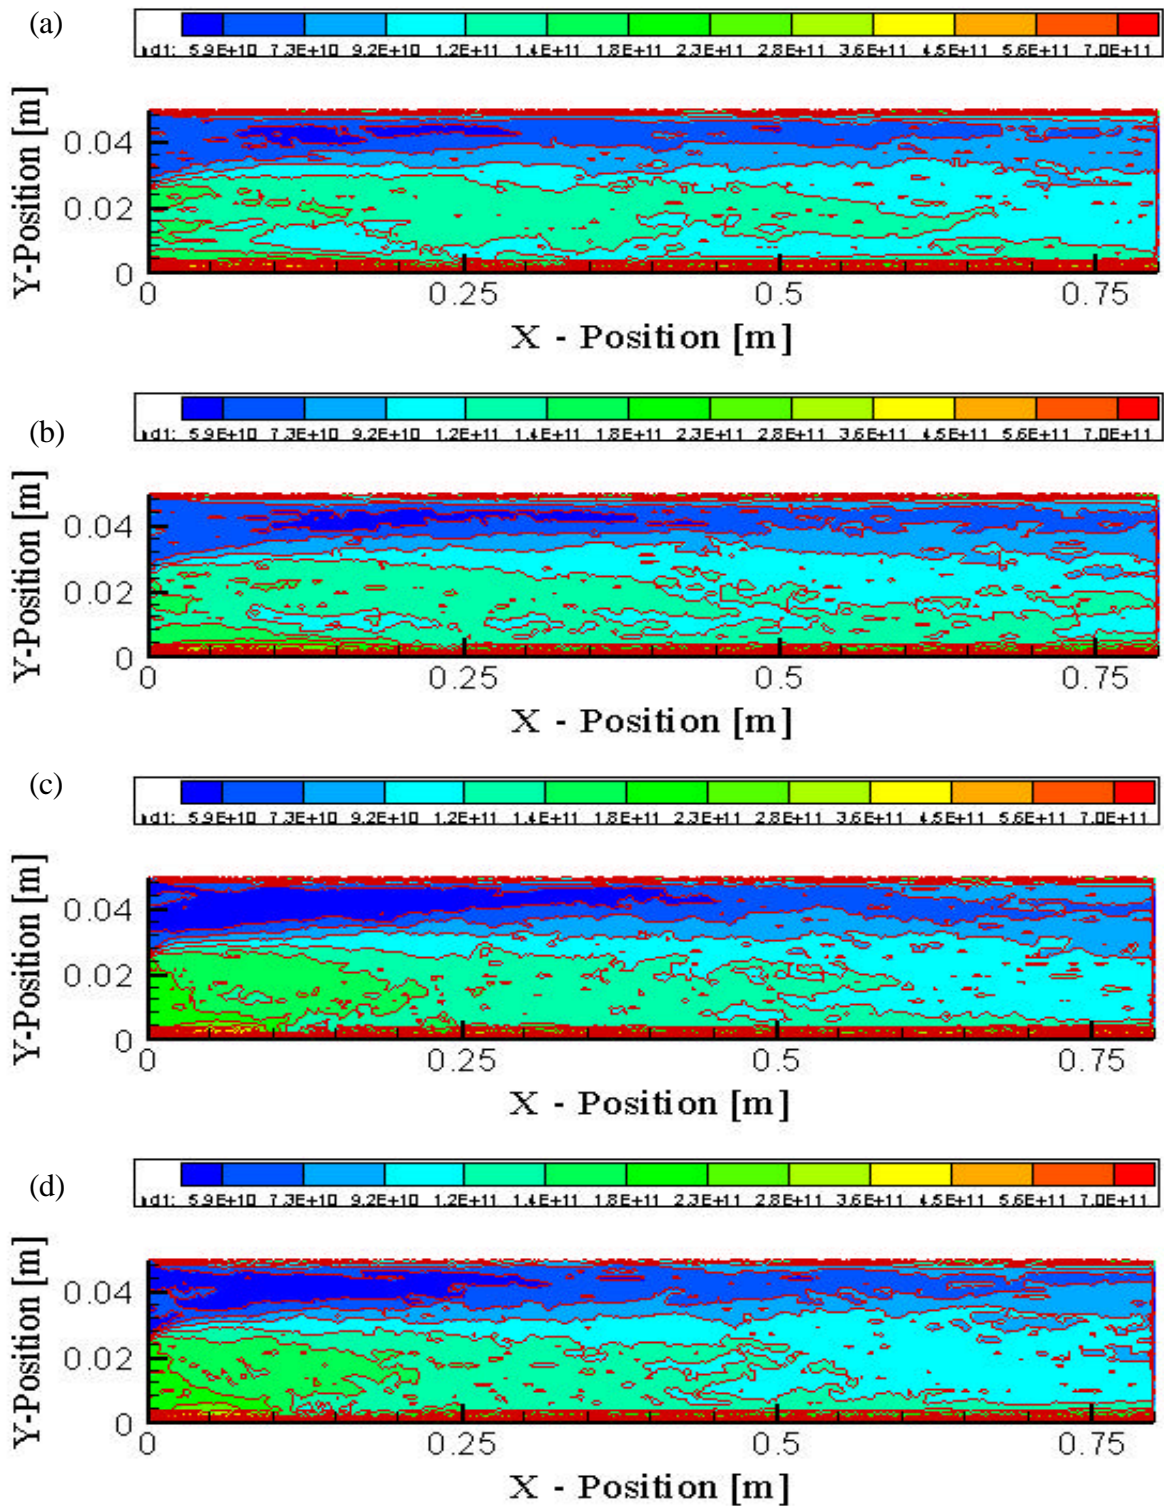 (a)
5.9E+10 7.3E+10 9.2E+10 1.2E+11 1.4E+11 1.8E+11 2.3E+11 2.8E+11 3.6E+11 4.5E+11 5.6E+11 7.0E+11
Y-Position [m]
0.04
0.02
0
0 0.25 0.5 0.75
X - Position [m]
(b)
5.9E+10 7.3E+10 9.2E+10 1.2E+11 1.4E+11 1.8E+11 2.3E+11 2.8E+11 3.6E+11 4.5E+11 5.6E+11 7.0E+11
Y-Position [m]
0.04
0.02
0
0 0.25 0.5 0.75
X - Position [m]
(c)
5.9E+10 7.3E+10 9.2E+10 1.2E+11 1.4E+11 1.8E+11 2.3E+11 2.8E+11 3.6E+11 4.5E+11 5.6E+11 7.0E+11
Y-Position [m]
0.04
0.02
0
0 0.25 0.5 0.75
X - Position [m]
(d)
5.9E+10 7.3E+10 9.2E+10 1.2E+11 1.4E+11 1.8E+11 2.3E+11 2.8E+11 3.6E+11 4.5E+11 5.6E+11 7.0E+11
Y-Position [m]
0.04
0.02
0
0 0.25 0.5 0.75
X - Position [m]